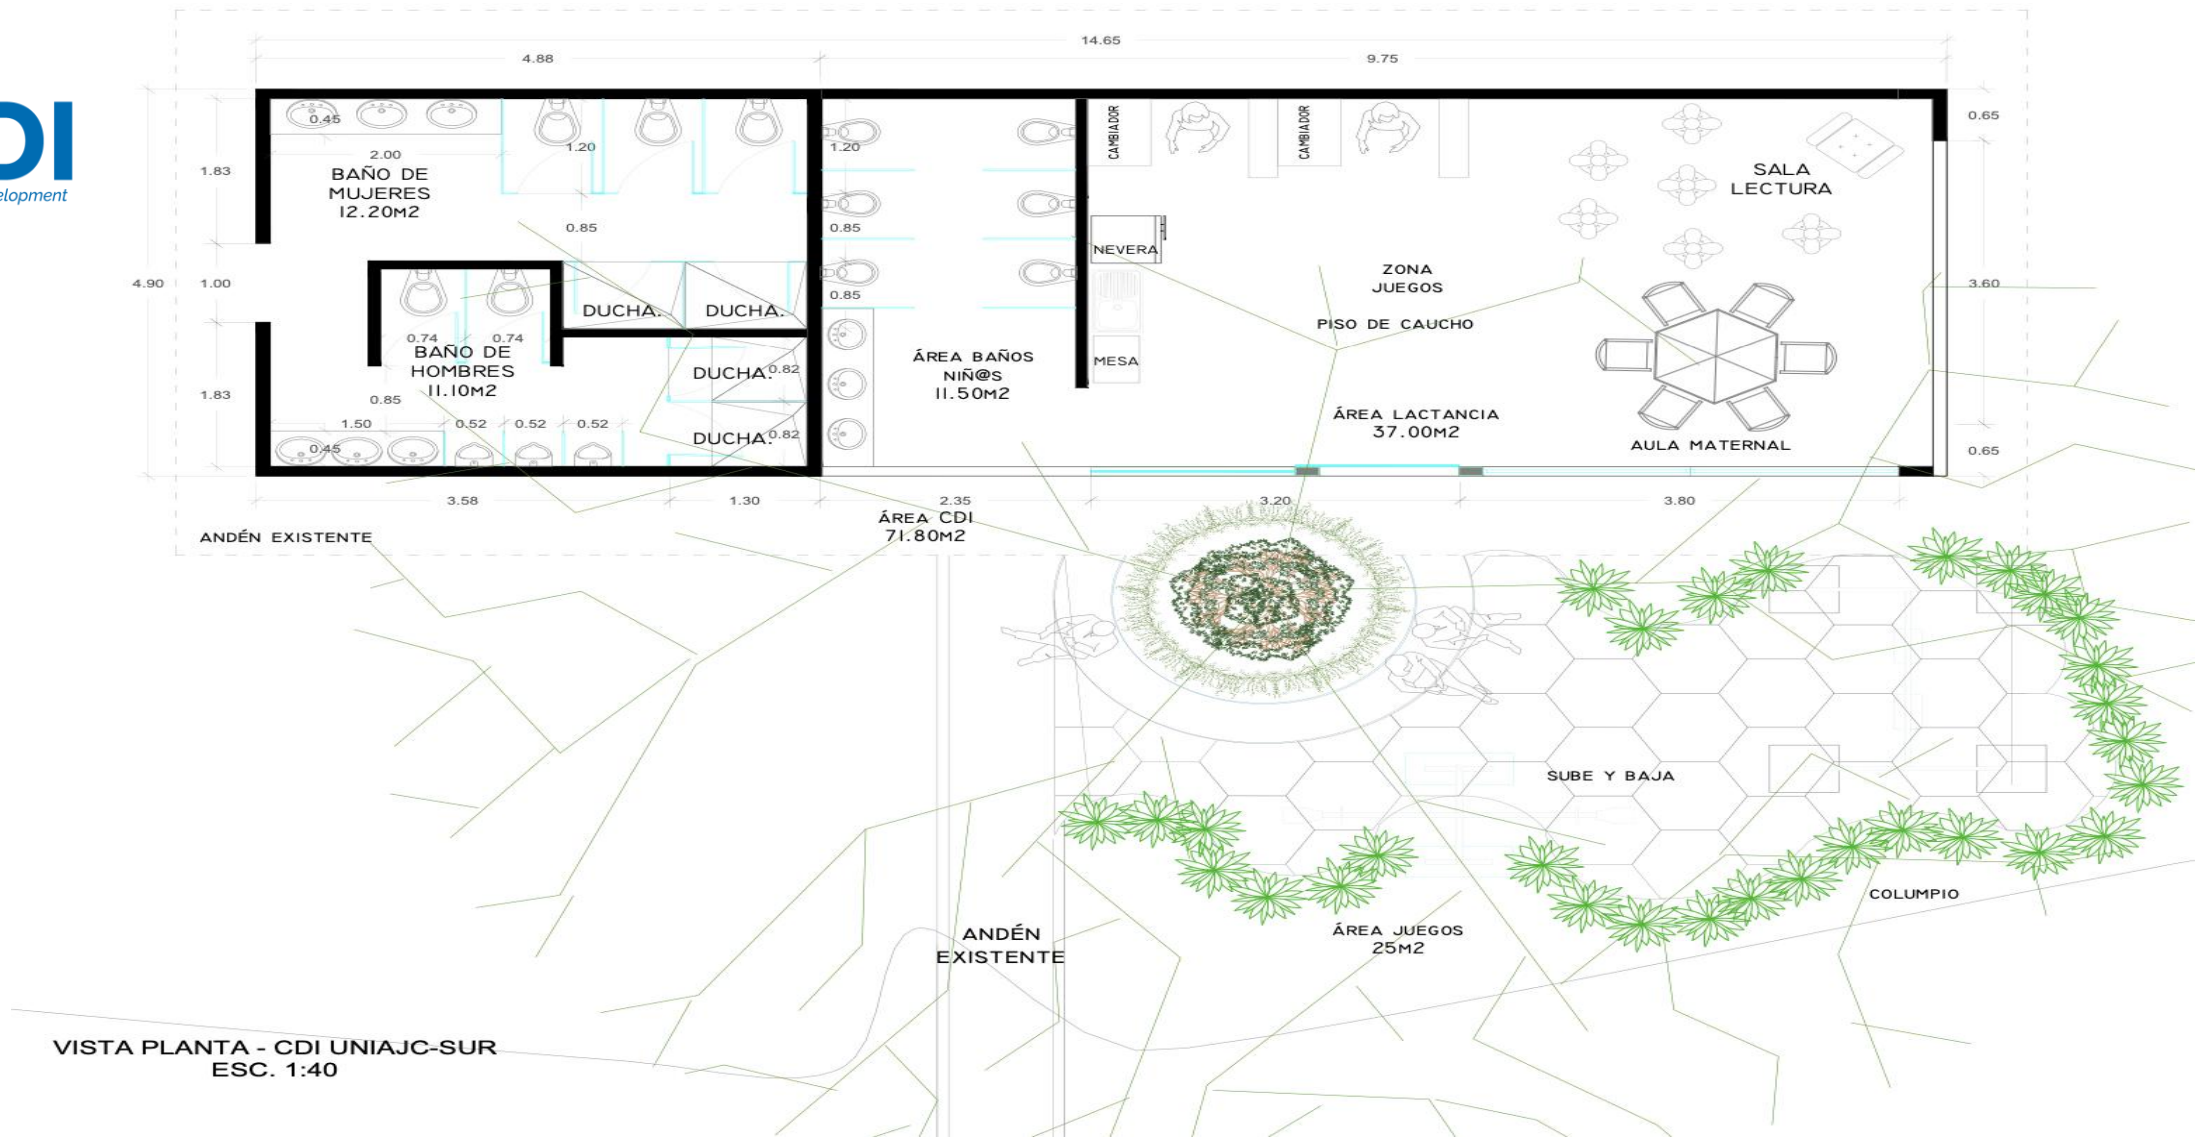 14.65
4.88
9.75
DI
elopment
0.45
2.00
1.20
1.20
CAMBIADOR
CAMBIADOR
0.65
1.83
BAÑO DE
MUJERES
12.20M2
SALA
LECTURA
0.85
0.85
NEVERA
4.90
1.00
0.85
ZONA
JUEGOS
3.60
DUCHA.
DUCHA.
PISO DE CAUCHO
0.74
0.74
BAÑO DE
HOMBRES
11.10M2
DUCHA.
0.82
ÁREA BAÑOS
NIÑ@S
11.50M2
MESA
1.83
0.85
1.50
0.52
0.52
0.52
0.45
DUCHA.
0.82
ÁREA LACTANCIA
37.00M2
AULA MATERNAL
0.65
3.58
1.30
2.35
3.20
3.80
ÁREA CDI
71.80M2
ANDÉN EXISTENTE
SUBE Y BAJA
COLUMPIO
ANDÉN
EXISTENTE
ÁREA JUEGOS
25M2
VISTA PLANTA - CDI UNIAJC-SUR
ESC. 1:40